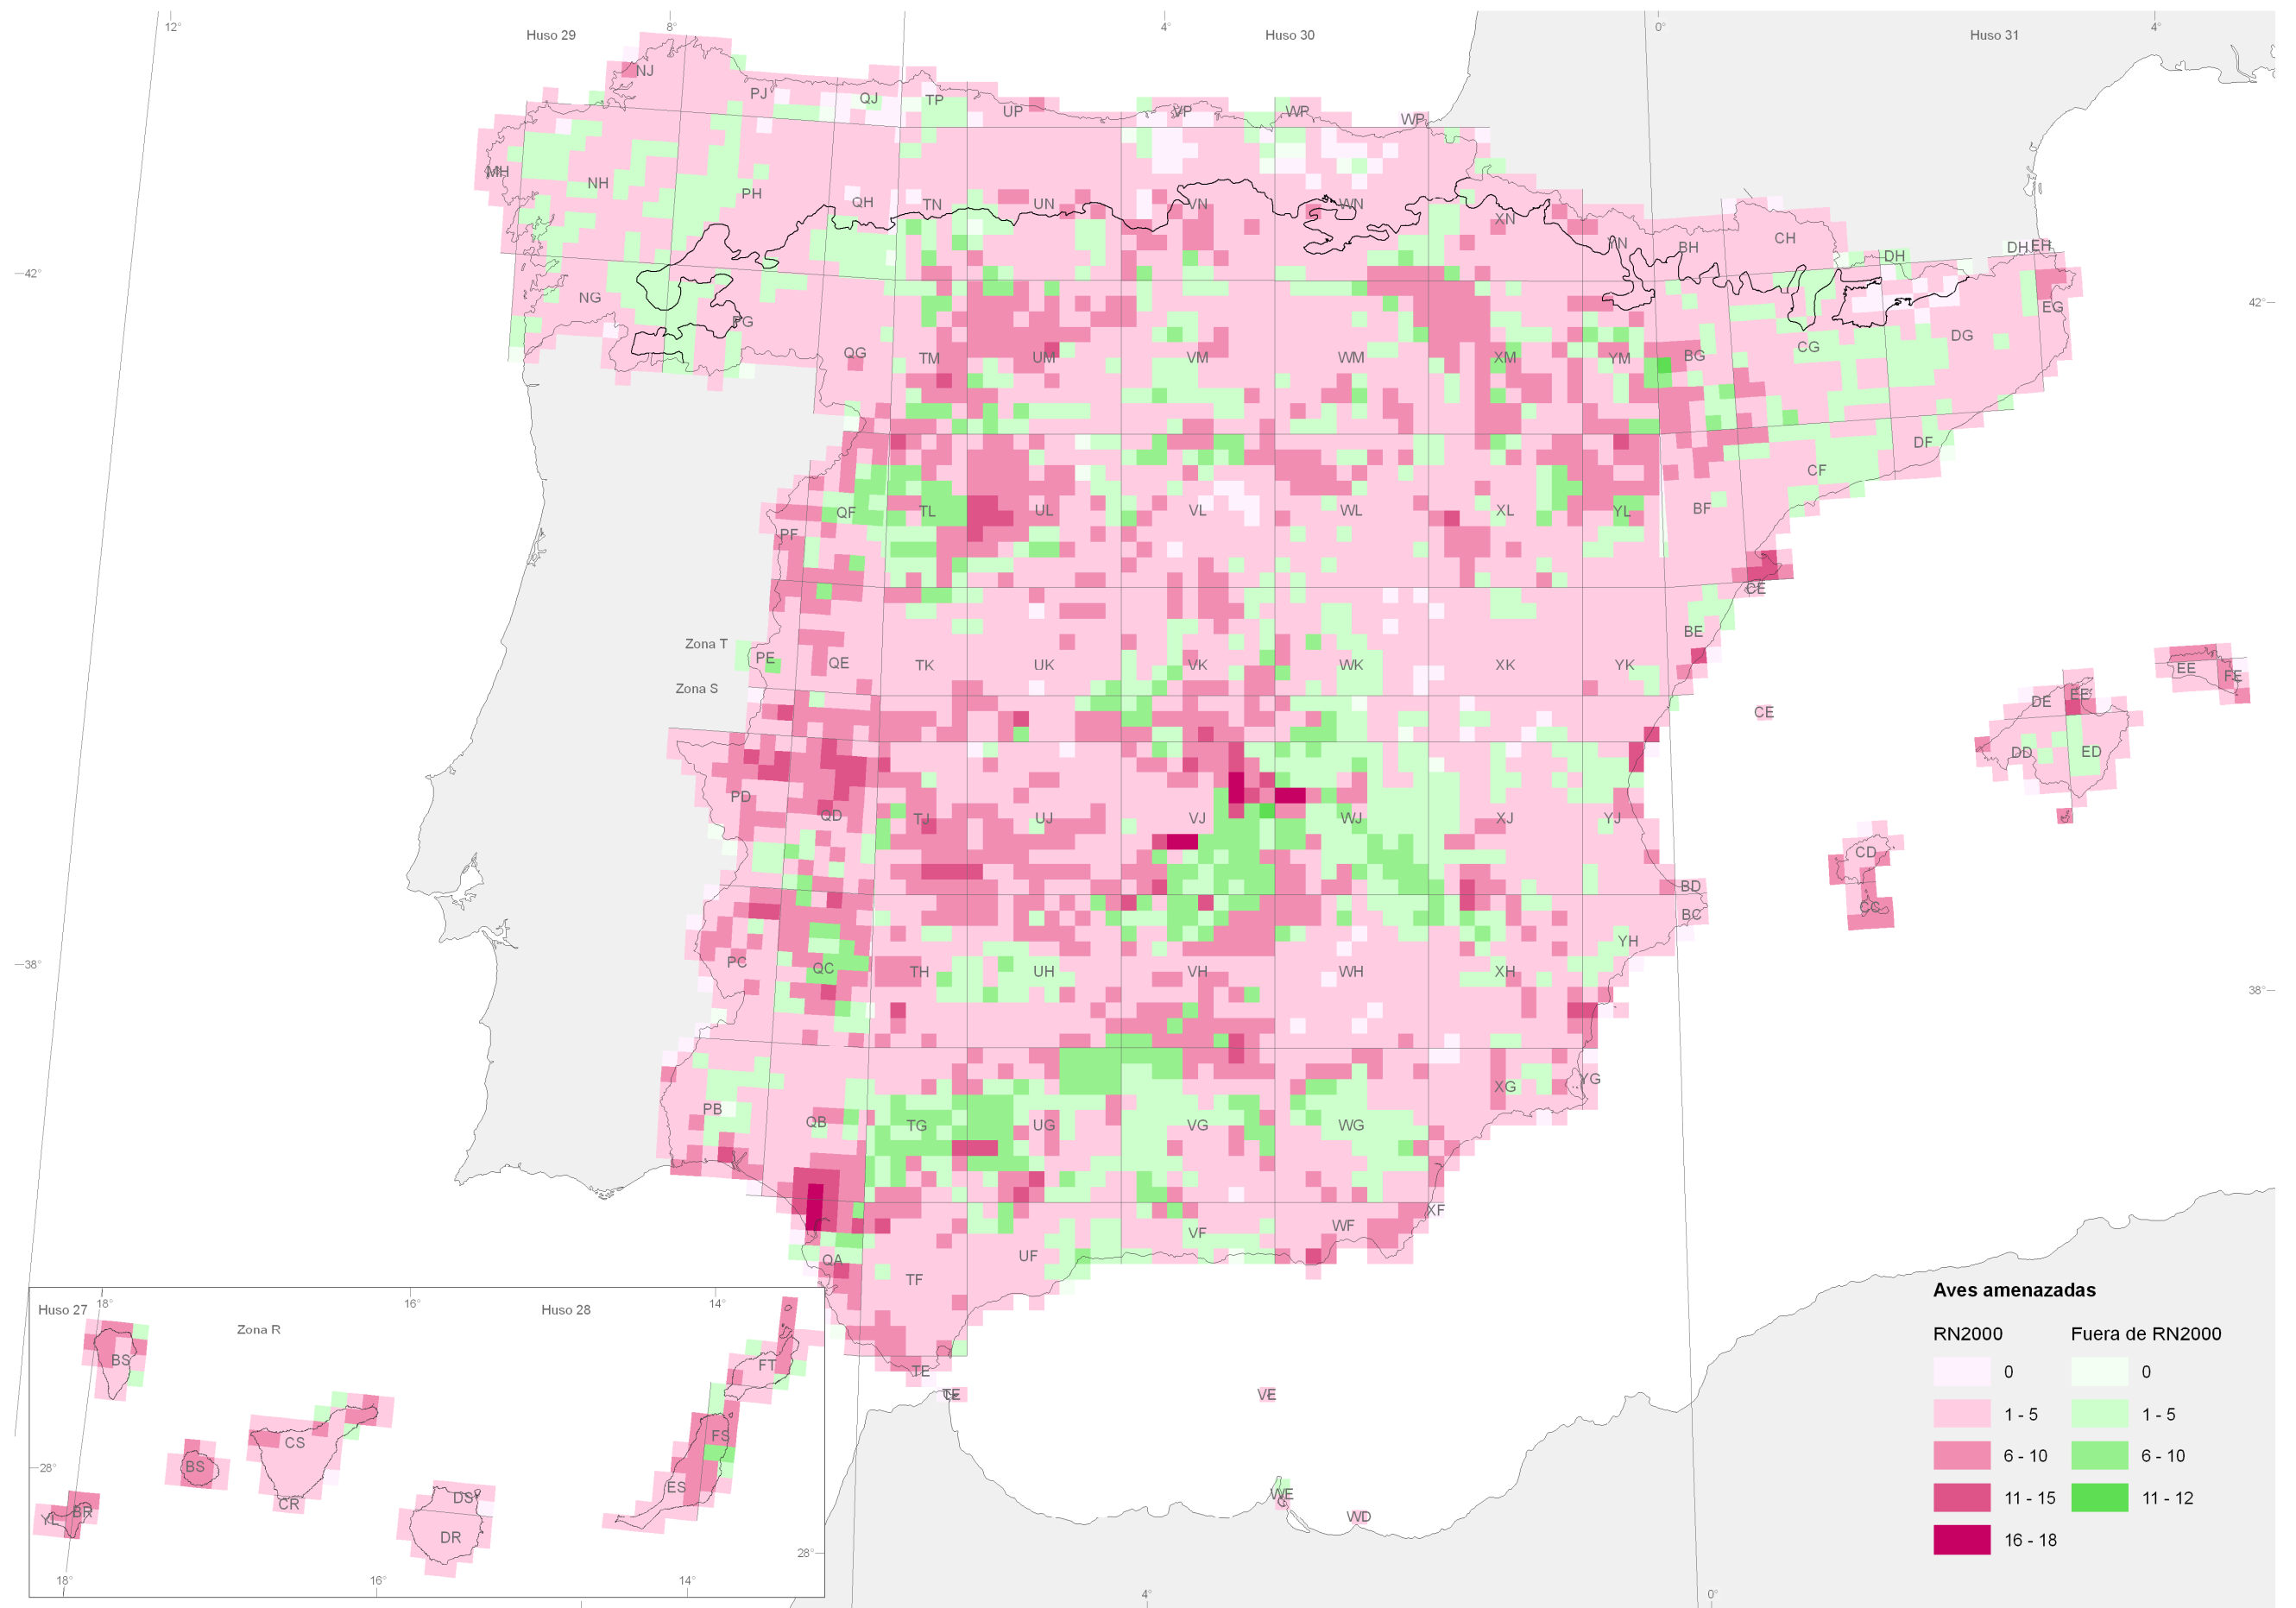 12°
8°
4°
0°
4°
Huso 29
Huso 30
Huso 31
NJ
PJ
QJ
TP
UP
VP
WP
WP
MH
NH
PH
QH
TN
UN
VN
WN
XN
YN
BH
CH
DH
DH
EH
42°
42°
NG
PG
QG
TM
UM
VM
WM
XM
YM
BG
CG
DG
EG
PF
QF
TL
UL
VL
WL
XL
YL
BF
CF
DF
CE
Zona T
PE
QE
TK
UK
VK
WK
XK
YK
BE
Zona S
CE
DE
EE
EE
FE
DD
ED
PD
QD
TJ
UJ
VJ
WJ
XJ
YJ
BD
BC
CD
CC
38°
38°
PC
QC
TH
UH
VH
WH
XH
YH
PB
QB
TG
UG
VG
WG
XG
YG
QA
TF
UF
VF
WF
XF
TE
TE
VE
WE
WD
Huso 27
18°
16°
Huso 28
14°
Zona R
BS
FT
CS
FS
BS
28°
ES
YL
BR
CR
DS
DR
28°
18°
16°
14°
4°
0°
Aves amenazadas
RN2000
Fuera de RN2000
0
0
1 - 5
1 - 5
6 - 10
6 - 10
11 - 15
11 - 12
16 - 18